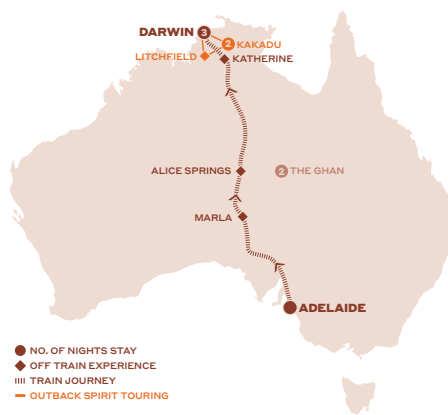 DARWIN 3
2 KAKADU
LITCHFIELD
KATHERINE
ALICE SPRINGS
2 THE GHAN
MARLA
ADELAIDE
NO. OF NIGHTS STAY
OFF TRAIN EXPERIENCE
TRAIN JOURNEY
OUTBACK SPIRIT TOURING